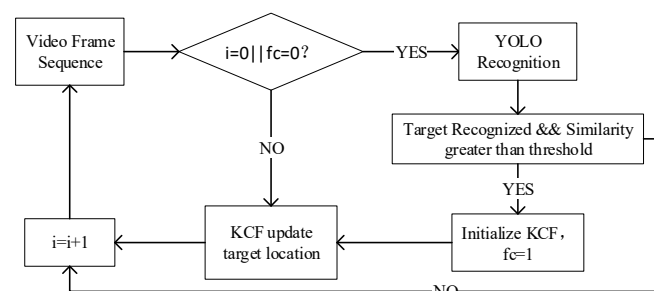 Video Frame
Sequence
i=0||fc=0?
YES
YOLO
Recognition
Target Recognized && Similarity
greater than threshold
NO
YES
i=i+1
KCF update
target location
Initialize KCF，
fc=1
NO